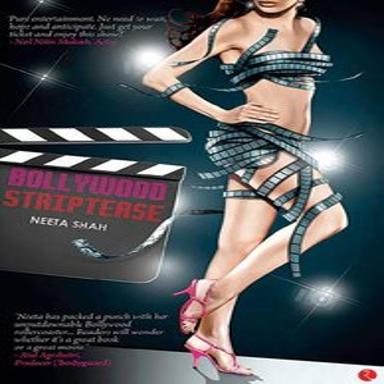 'Pure entertainment. No need to wait,
hope and anticipate. Just get your
ticket and enjoy this show!'
- Neil Nitin Mukesh, Actor
BOLLYWOOD
STRIPTEASE
NEETA SHAH
'Neeta has packed a punch with her
unputdownable Bollywood
rollercoaster... Readers will wonder
whether it's a great book
or a great movie.'
- Atul Agnihotri,
Producer ('Bodyguard')